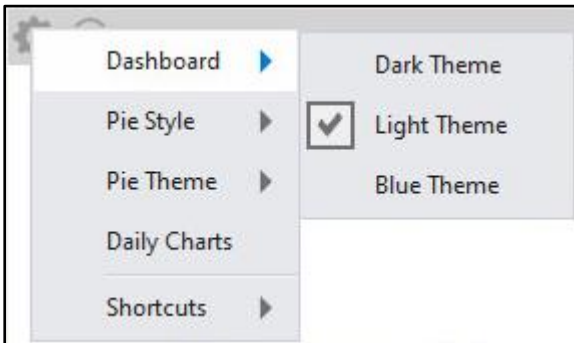 Dashboard
Pie Style
Pie Theme
Daily Charts
Shortcuts
Dark Theme
Light Theme
Blue Theme